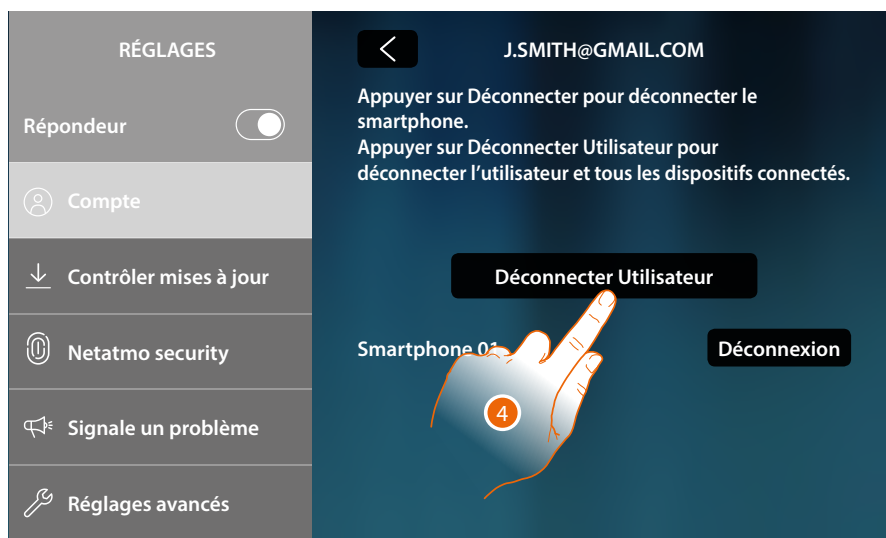 RÉGLAGES
Répondeur
Compte
Contrôler mises à jour
Netatmo security
Signale un problème
Réglages avancés
J.SMITH@GMAIL.COM
Appuyer sur Déconnecter pour déconnecter le
smartphone.
Appuyer sur Déconnecter Utilisateur pour
déconnecter l’utilisateur et tous les dispositifs connectés.
Déconnecter Utilisateur
Smartphone 01
Déconnexion
4